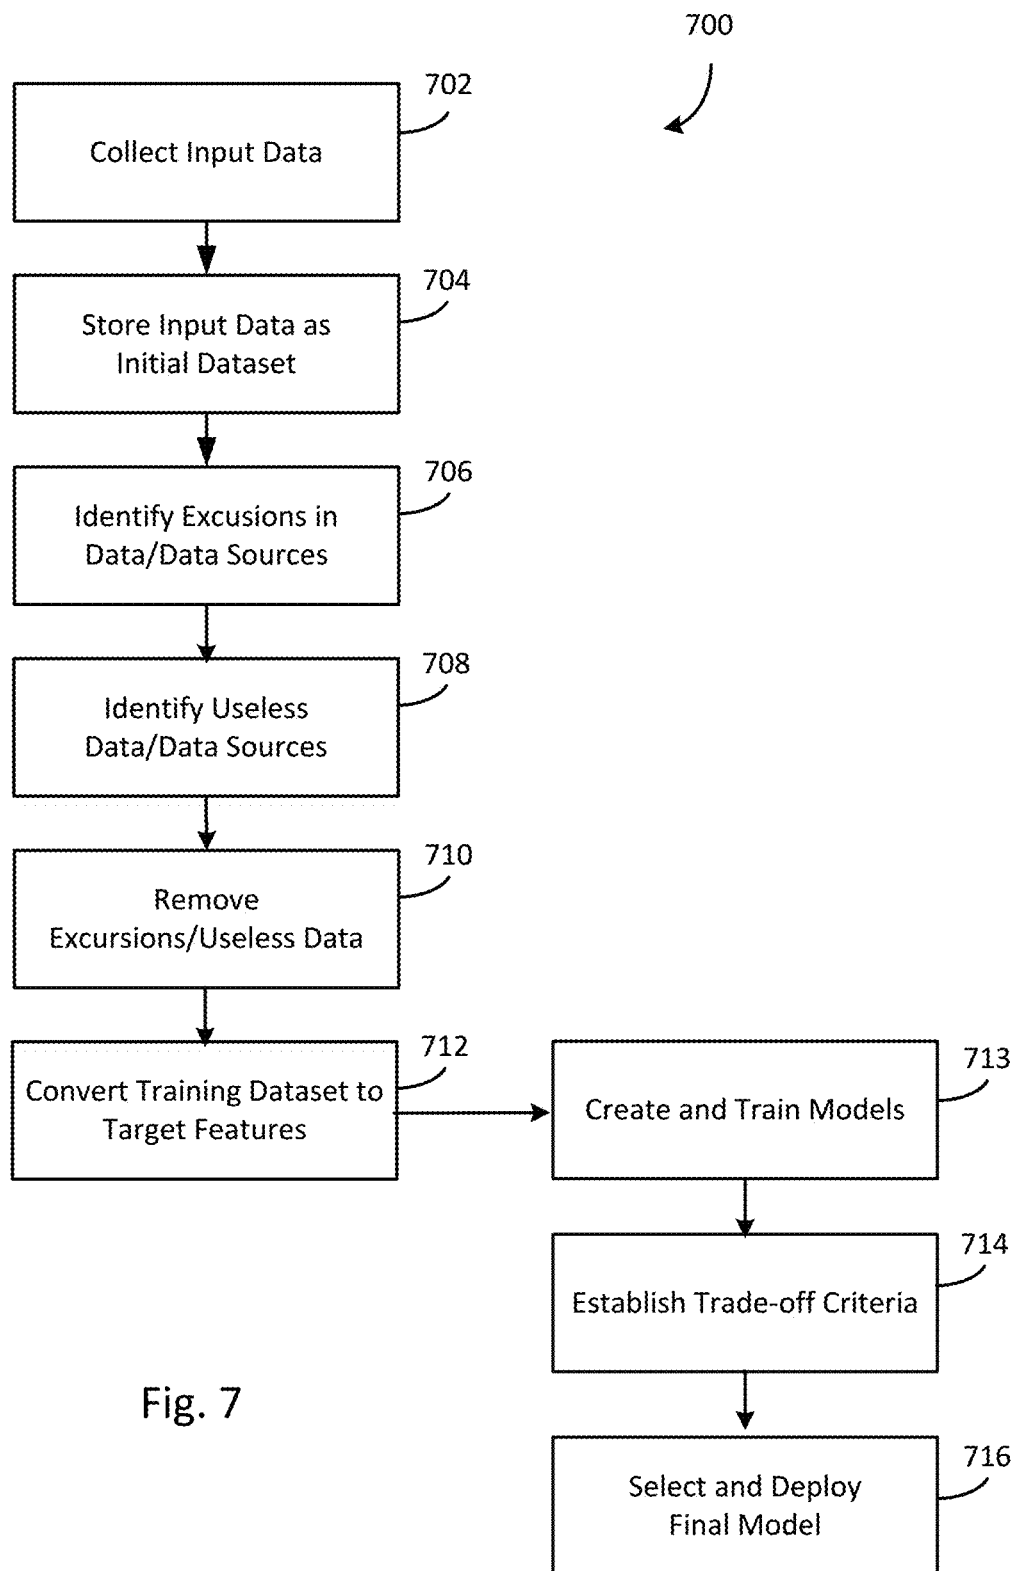 700
702
Collect Input Data
704
Store Input Data as
Initial Dataset
706
Identify Excusions in
Data/Data Sources
708
Identify Useless
Data/Data Sources
710
Remove
Excursions/Useless Data
712
Convert Training Dataset to
Target Features
713
Create and Train Models
714
Establish Trade-off Criteria
716
Select and Deploy
Final Model
Fig. 7